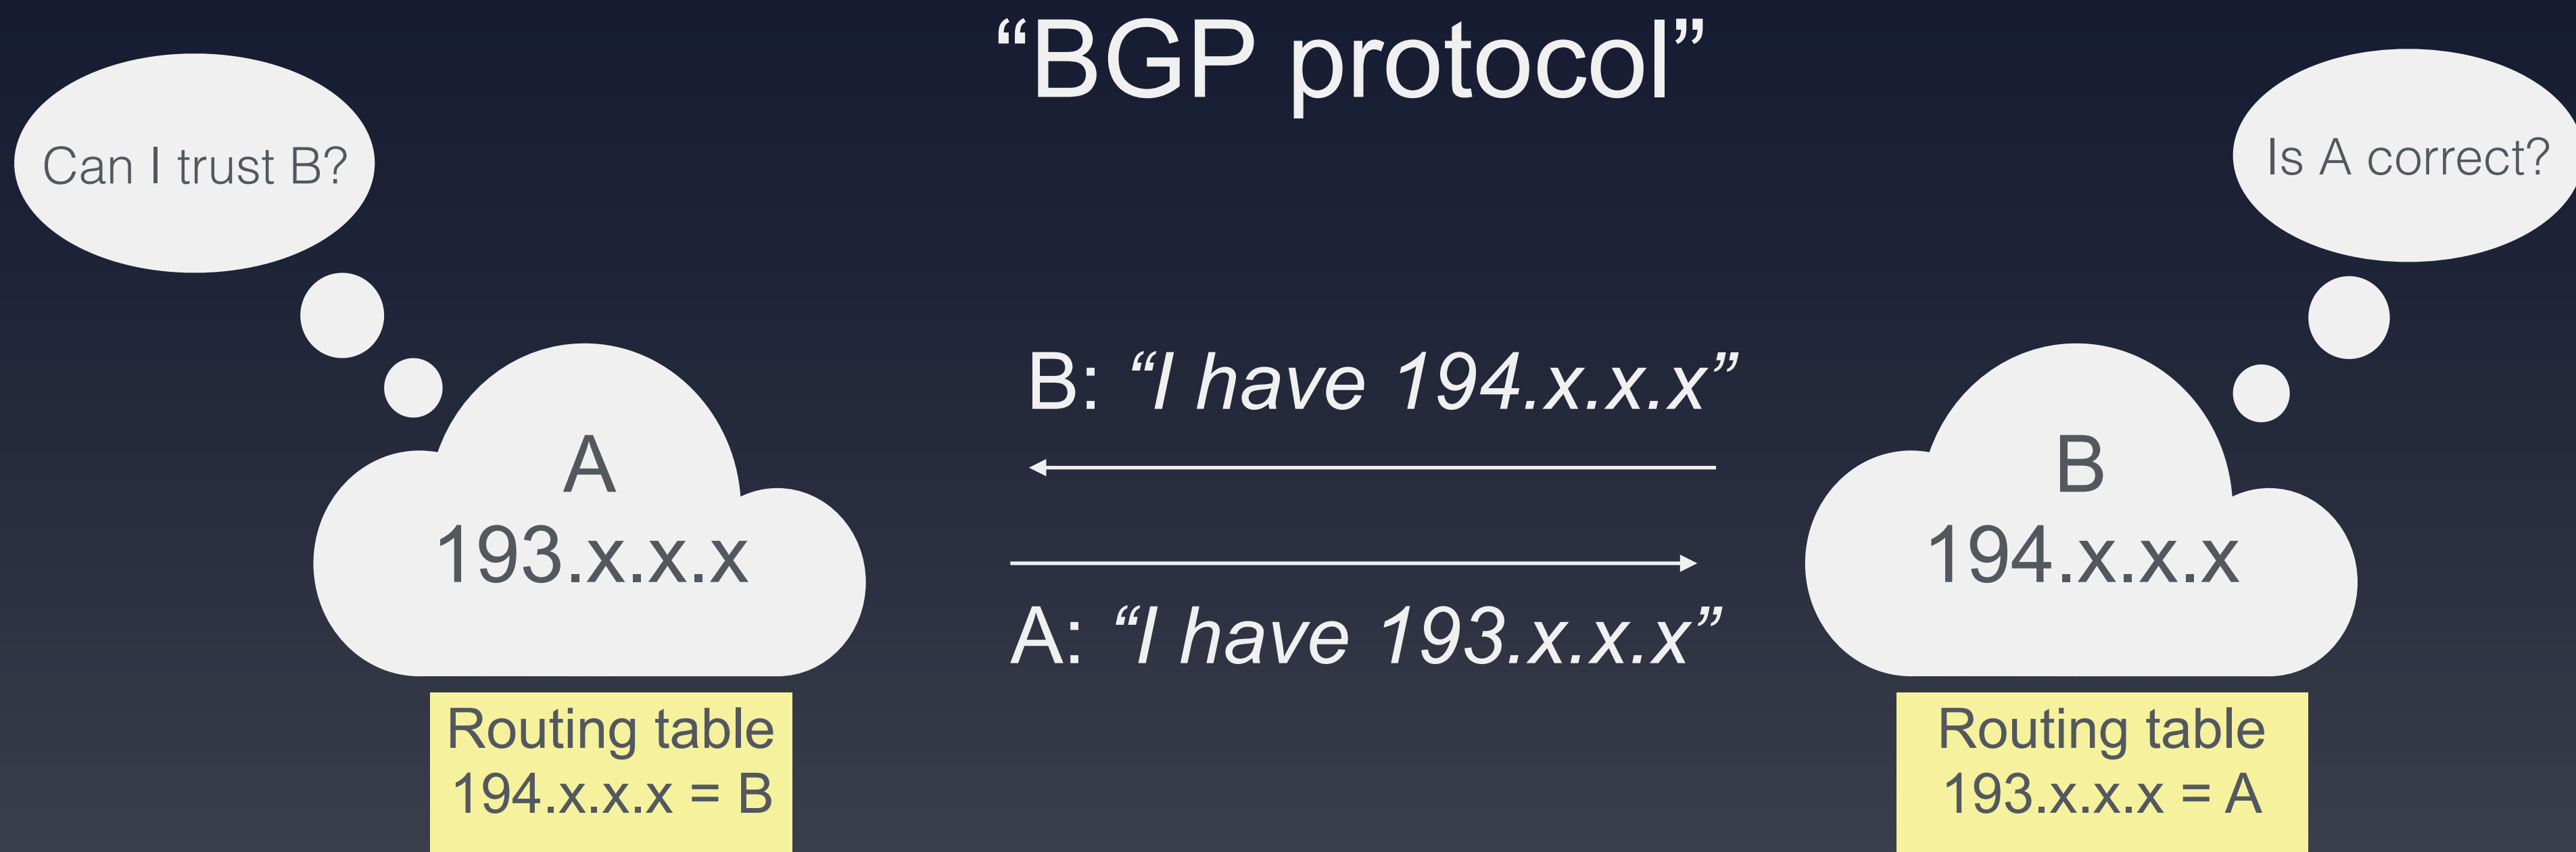 “BGP protocol”
Can I trust B?
Is A correct?
B: “I have 194.x.x.x”
A
193.x.x.x
B
194.x.x.x
A: “I have 193.x.x.x”
Routing table
194.x.x.x = B
Routing table
193.x.x.x = A